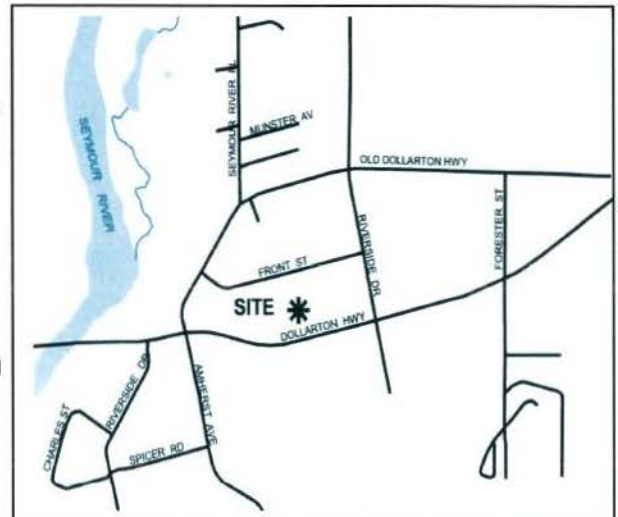 SEYMOUR RIVER PL
MUNSTER AV
SEYMOUR RIVER
OLD DOLLARTON HWY
FORESTER ST
RIVERSIDE DR
FRONT ST
SITE
DOLLARTON HWY
RIVERSIDE DR
AMHERST AVE
CHARLES ST
SPICER RD